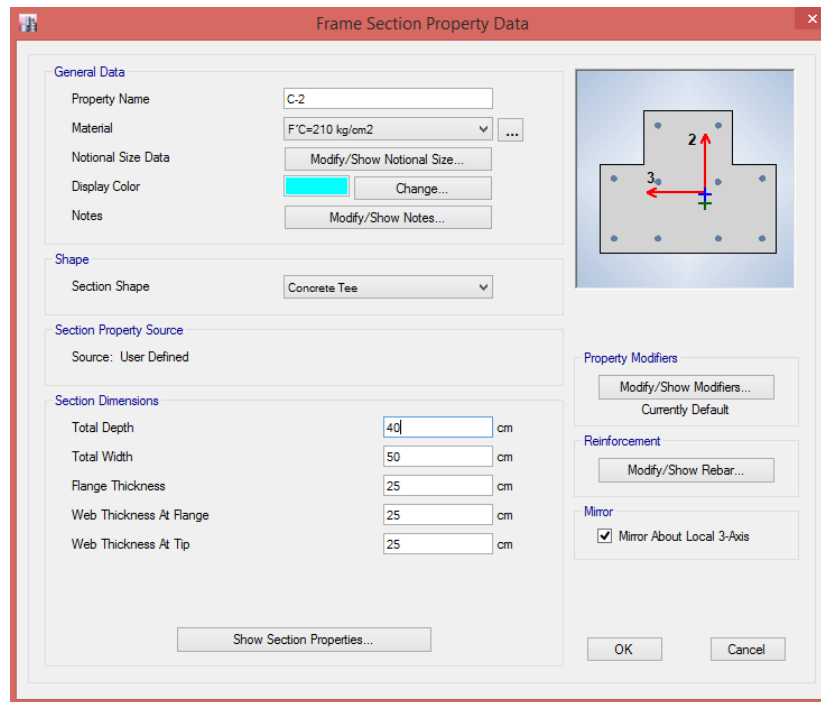 Frame Section Property Data
General Data
Property Name C-2
Material F'C=210 kg/cm2 ...
Notional Size Data Modify/Show Notional Size...
Display Color Change...
Notes Modify/Show Notes...
2
3
Shape
Section Shape Concrete Tee
Section Property Source
Source: User Defined
Property Modifiers
Modify/Show Modifiers...
Currently Default
Section Dimensions
Total Depth 40 cm
Total Width 50 cm
Flange Thickness 25 cm
Web Thickness At Flange 25 cm
Web Thickness At Tip 25 cm
Reinforcement
Modify/Show Rebar...
Mirror
Mirror About Local 3-Axis
Show Section Properties...
OK Cancel